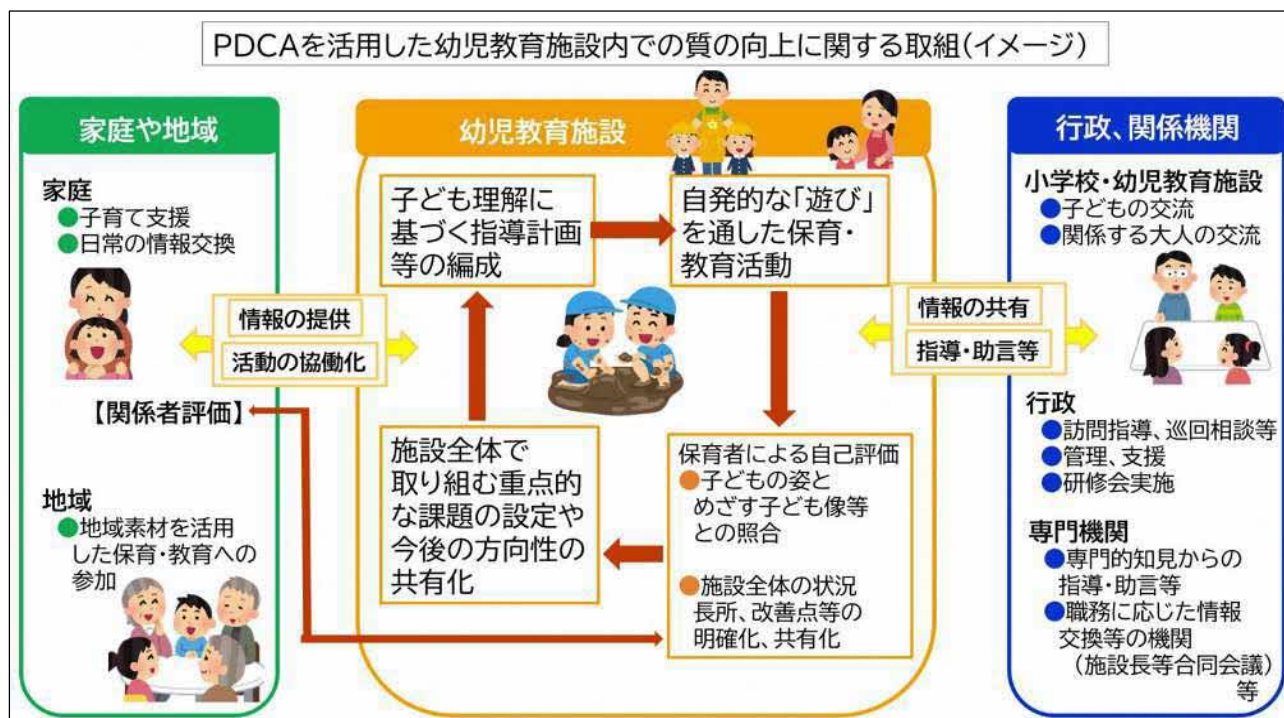 PDCAを活用した幼児教育施設内での質の向上に関する取組(イメージ)
家庭や地域
家庭
●子育て支援
●日常の情報交換
【関係者評価】
地域
●地域素材を活用
した保育・教育への
参加
情報の提供
活動の協働化
幼児教育施設
子ども理解に
基づく指導計画
等の編成
自発的な「遊び」
を通した保育・
教育活動
保育者による自己評価
●子どもの姿と
めざす子ども像等
との照合
●施設全体の状況
長所、改善点等の
明確化、共有化
施設全体で
取り組む重点的
な課題の設定や
今後の方向性の
共有化
情報の共有
指導・助言等
行政、関係機関
小学校・幼児教育施設
●子どもの交流
●関係する大人の交流
行政
●訪問指導、巡回相談等
●管理、支援
●研修会実施
専門機関
●専門的知見からの
指導・助言等
●職務に応じた情報
交換等の機関
(施設長等合同会議)
等